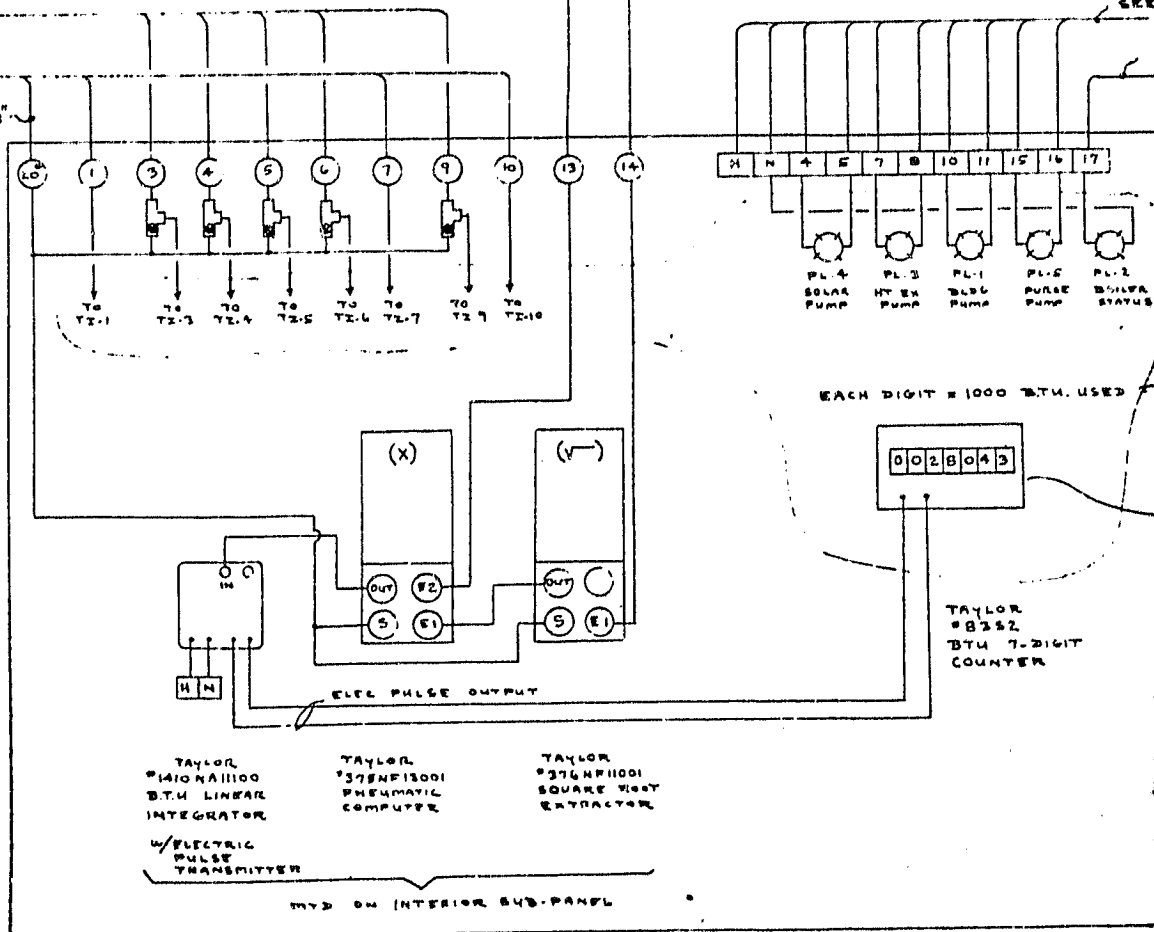 20#
1
3
4
5
6
7
9
10
13
14
H
N
4
5
7
8
10
11
15
16
17
TO
TI-1
TO
TI-3
TO
TI-4
TO
TI-5
TO
TI-6
TO
TI-7
TO
TI 9
TO
TI-10
PL-4
SOLAR
PUMP
PL-3
HT EX
PUMP
PL-1
BLDG
PUMP
PL-5
PURGE
PUMP
PL-2
BOILER
STATUS
EACH DIGIT = 1000 BTU. USED
0028043
(X)
(√‾)
IN
OUT
E2
S
E1
OUT
S
E1
H N
ELEC PULSE OUTPUT
TAYLOR
BTU 7-DIGIT
COUNTER
TAYLOR
#1410NA11100
B.T.U LINEAR
INTEGRATOR
W/ELECTRIC
PULSE
TRANSMITTER
TAYLOR
PNEUMATIC
COMPUTER
TAYLOR
#376NF11001
SQUARE ROOT
EXTRACTOR
MTD ON INTERIOR SUB-PANEL